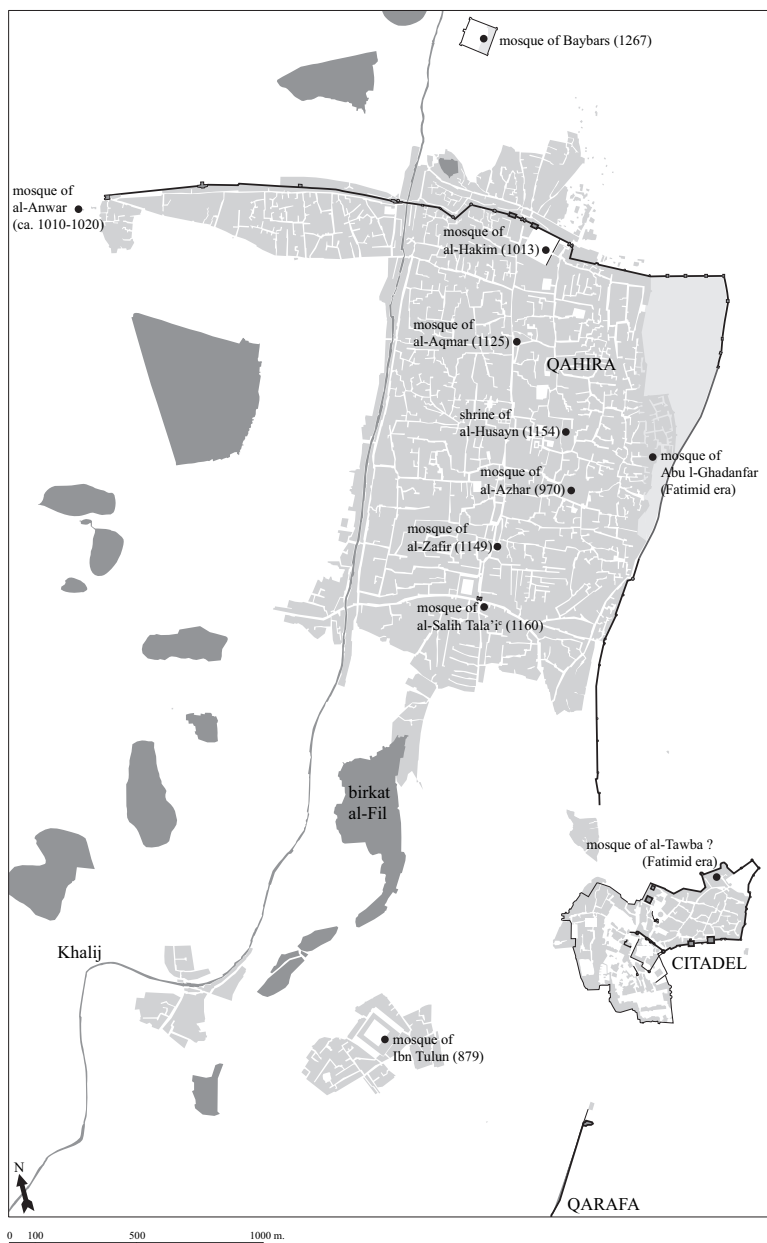 mosque of Baybars (1267)
mosque of
al-Anwar
(ca. 1010-1020)
mosque of
al-Hakim (1013)
mosque of
al-Aqmar (1125)
QAHIRA
shrine of
al-Husayn (1154)
mosque of
Abu l-Ghadanfar
(Fatimid era)
mosque of
al-Azhar (970)
mosque of
al-Zafir (1149)
mosque of
al-Salih Tala’iᶜ (1160)
birkat
al-Fil
mosque of al-Tawba ?
(Fatimid era)
Khalij
CITADEL
mosque of
Ibn Tulun (879)
N
QARAFA
0 100 500 1000 m.